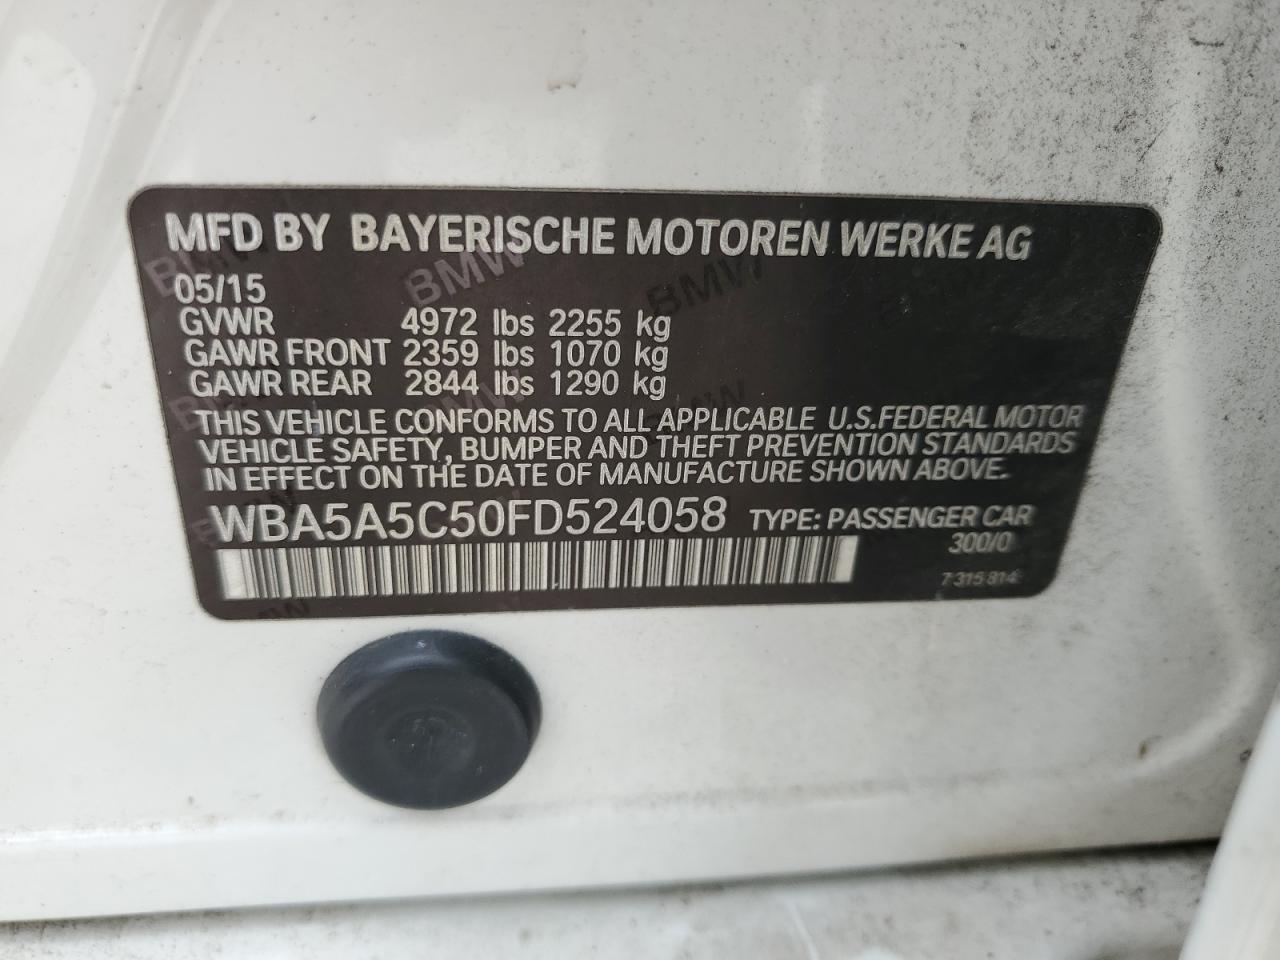 MFD BY BAYERISCHE MOTOREN WERKE AG
05/15
GVWR 4972 lbs 2255 kg
GAWR FRONT 2359 lbs 1070 kg
GAWR REAR 2844 lbs 1290 kg
THIS VEHICLE CONFORMS TO ALL APPLICABLE U.S.FEDERAL MOTOR
VEHICLE SAFETY, BUMPER AND THEFT PREVENTION STANDARDS
IN EFFECT ON THE DATE OF MANUFACTURE SHOWN ABOVE.
WBA5A5C50FD524058 TYPE: PASSENGER CAR
300/0
7 315 814